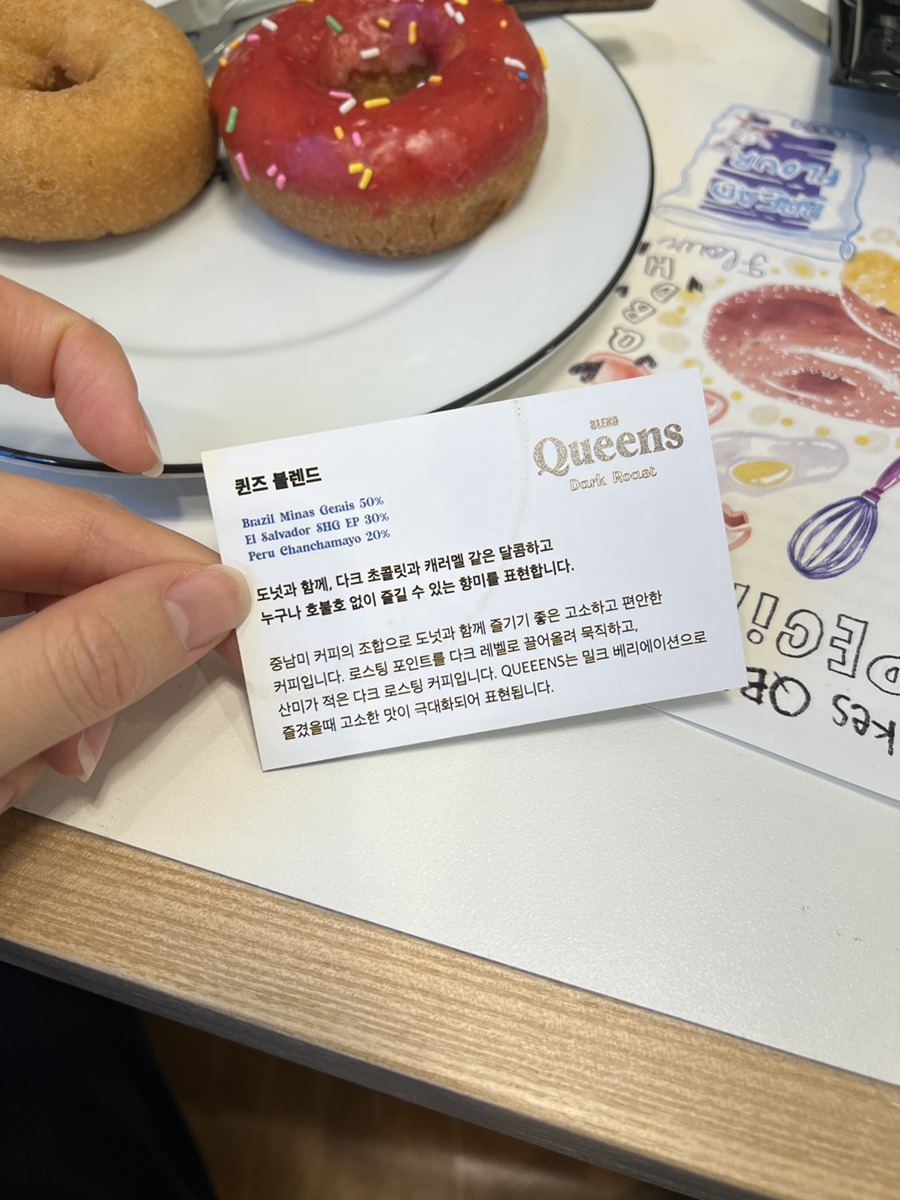 BLEND
Queens
Dark Roast
퀸즈 블렌드
Brazil Minas Gerais 50%
El Salvador SHG EP 30%
Peru Chanchamayo 20%
도넛과 함께, 다크 초콜릿과 캐러멜 같은 달콤하고
누구나 호불호 없이 즐길 수 있는 향미를 표현합니다.
중남미 커피의 조합으로 도넛과 함께 즐기기 좋은 고소하고 편안한
커피입니다. 로스팅 포인트를 다크 레벨로 끌어올려 묵직하고,
산미가 적은 다크 로스팅 커피입니다. QUEEENS는 밀크 베리에이션으로
즐겼을때 고소한 맛이 극대화되어 표현됩니다.
BREAD
FLOUR
Flour